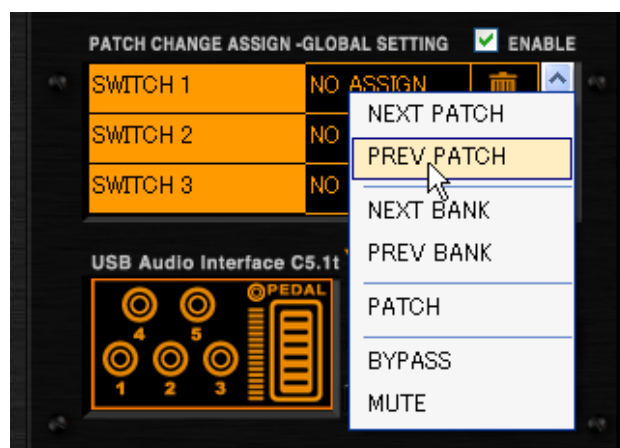 PATCH CHANGE ASSIGN -GLOBAL SETTING ENABLE
SWITCH 1 NO ASSIGN
SWITCH 2 NO
SWITCH 3 NO
NEXT PATCH
PREV PATCH
NEXT BANK
PREV BANK
PATCH
BYPASS
MUTE
USB Audio Interface C5.1t
PEDAL
4 5
1 2 3